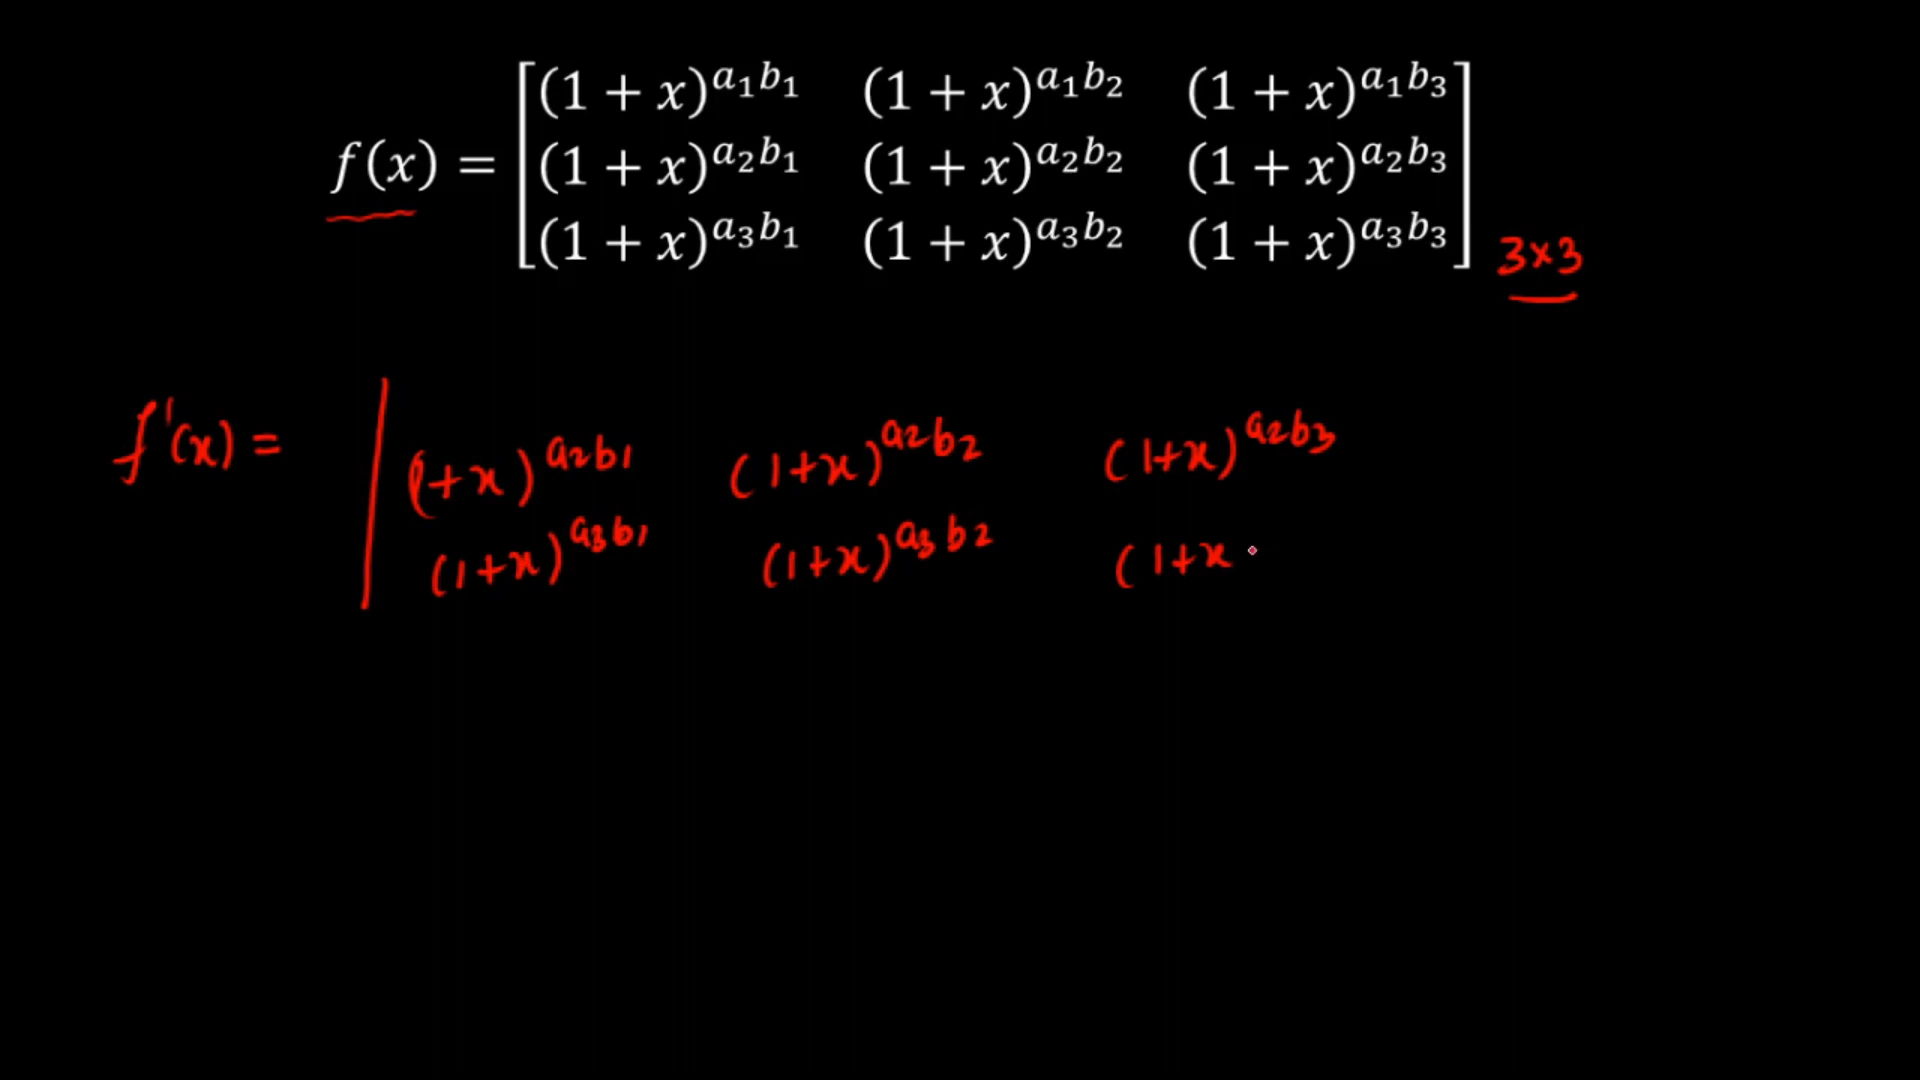 f(x) = [(1 + x)^{a₁b₁} (1 + x)^{a₁b₂} (1 + x)^{a₁b₃}
(1 + x)^{a₂b₁} (1 + x)^{a₂b₂} (1 + x)^{a₂b₃}
(1 + x)^{a₃b₁} (1 + x)^{a₃b₂} (1 + x)^{a₃b₃}]
3×3
f'(x) = | (1+x)^{a₂b₁} (1+x)^{a₂b₂} (1+x)^{a₂b₃}
(1+x)^{a₃b₁} (1+x)^{a₃b₂} (1+x